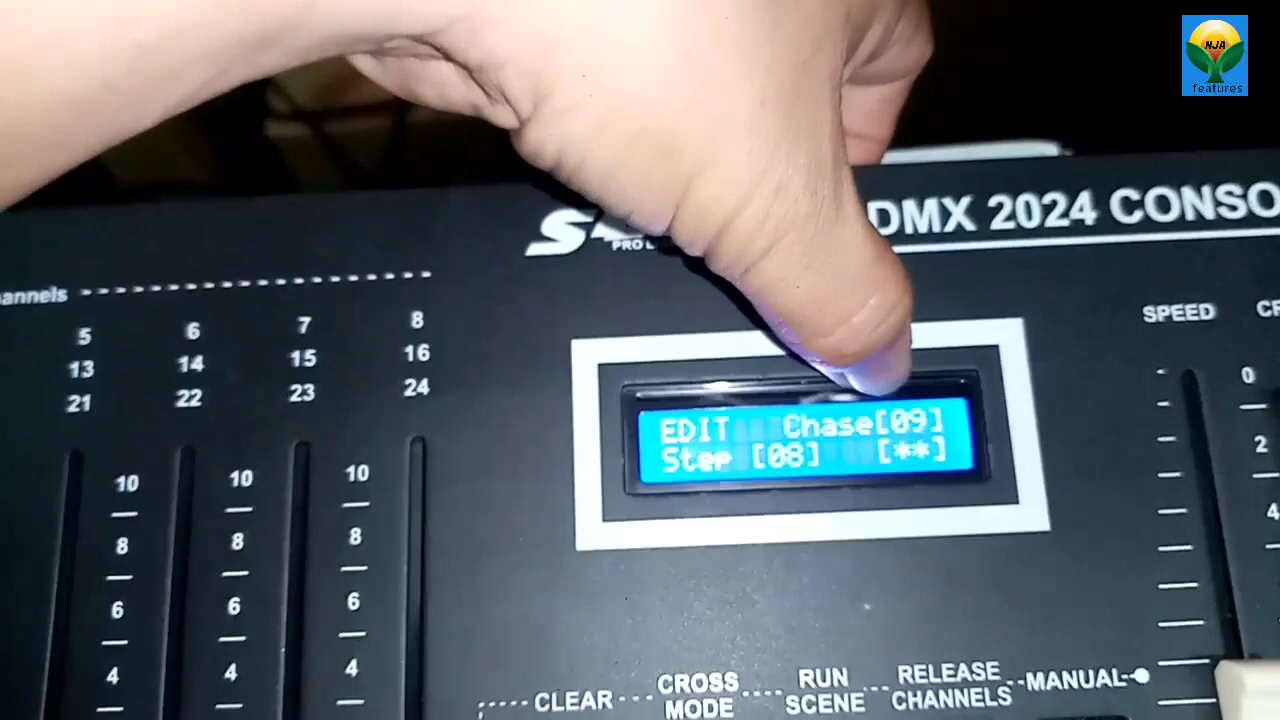 NJA
features
DMX 2024 CONSO
PRO L
annels
5 6 7 8
13 14 15 16
21 22 23 24
SPEED
EDIT Chase[09]
Step [08] [**]
10 10 10
8 8 8
6 6 6
4 4 4
0
2
4
CLEAR
CROSS
MODE
RUN
SCENE
RELEASE
CHANNELS
MANUAL